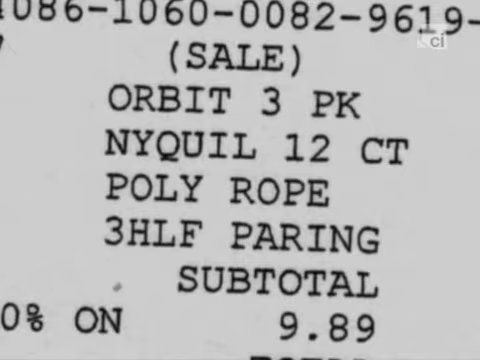 4086-1060-0082-9619-
ci
(SALE)
ORBIT 3 PK
NYQUIL 12 CT
POLY ROPE
3HLF PARING
SUBTOTAL
0% ON 9.89